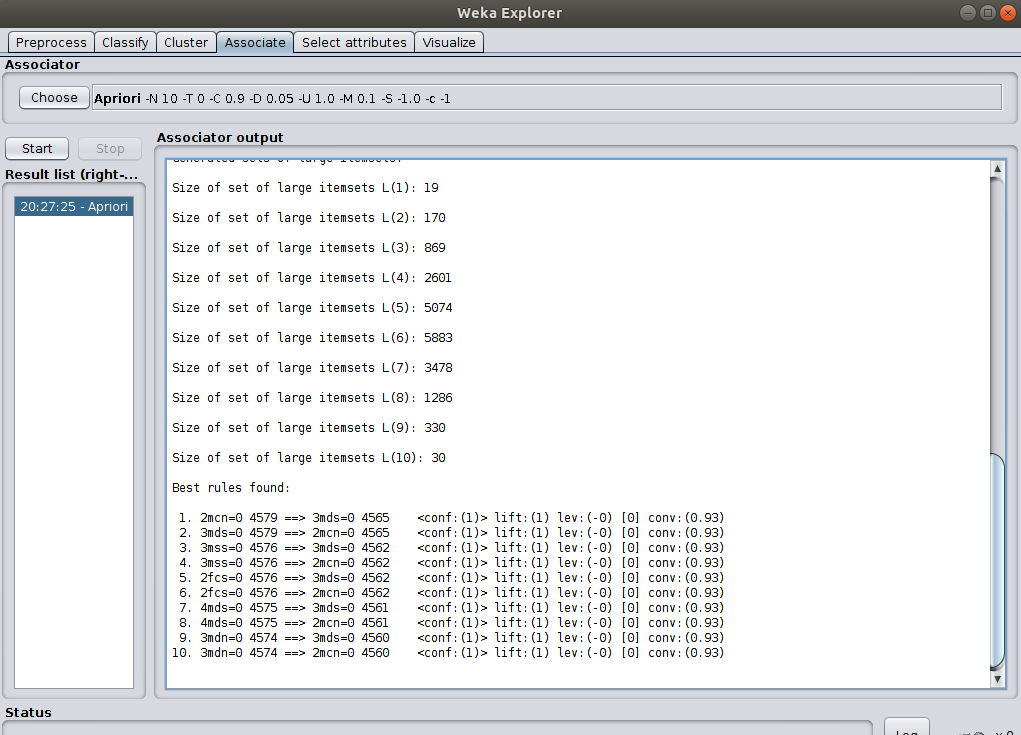 Weka Explorer
Preprocess Classify Cluster Associate Select attributes Visualize
Associator
Choose Apriori -N 10 -T 0 -C 0.9 -D 0.05 -U 1.0 -M 0.1 -S -1.0 -c -1
Start Stop
Result list (right-...
20:27:25 - Apriori
Associator output
Generated sets of large itemsets:
Size of set of large itemsets L(1): 19
Size of set of large itemsets L(2): 170
Size of set of large itemsets L(3): 869
Size of set of large itemsets L(4): 2601
Size of set of large itemsets L(5): 5074
Size of set of large itemsets L(6): 5883
Size of set of large itemsets L(7): 3478
Size of set of large itemsets L(8): 1286
Size of set of large itemsets L(9): 330
Size of set of large itemsets L(10): 30
Best rules found:
1. 2mcn=0 4579 ==> 3mds=0 4565 <conf:(1)> lift:(1) lev:(-0) [0] conv:(0.93)
2. 3mds=0 4579 ==> 2mcn=0 4565 <conf:(1)> lift:(1) lev:(-0) [0] conv:(0.93)
3. 3mss=0 4576 ==> 3mds=0 4562 <conf:(1)> lift:(1) lev:(-0) [0] conv:(0.93)
4. 3mss=0 4576 ==> 2mcn=0 4562 <conf:(1)> lift:(1) lev:(-0) [0] conv:(0.93)
5. 2fcs=0 4576 ==> 3mds=0 4562 <conf:(1)> lift:(1) lev:(-0) [0] conv:(0.93)
6. 2fcs=0 4576 ==> 2mcn=0 4562 <conf:(1)> lift:(1) lev:(-0) [0] conv:(0.93)
7. 4mds=0 4575 ==> 3mds=0 4561 <conf:(1)> lift:(1) lev:(-0) [0] conv:(0.93)
8. 4mds=0 4575 ==> 2mcn=0 4561 <conf:(1)> lift:(1) lev:(-0) [0] conv:(0.93)
9. 3mdn=0 4574 ==> 3mds=0 4560 <conf:(1)> lift:(1) lev:(-0) [0] conv:(0.93)
10. 3mdn=0 4574 ==> 2mcn=0 4560 <conf:(1)> lift:(1) lev:(-0) [0] conv:(0.93)
Status
Log x 0